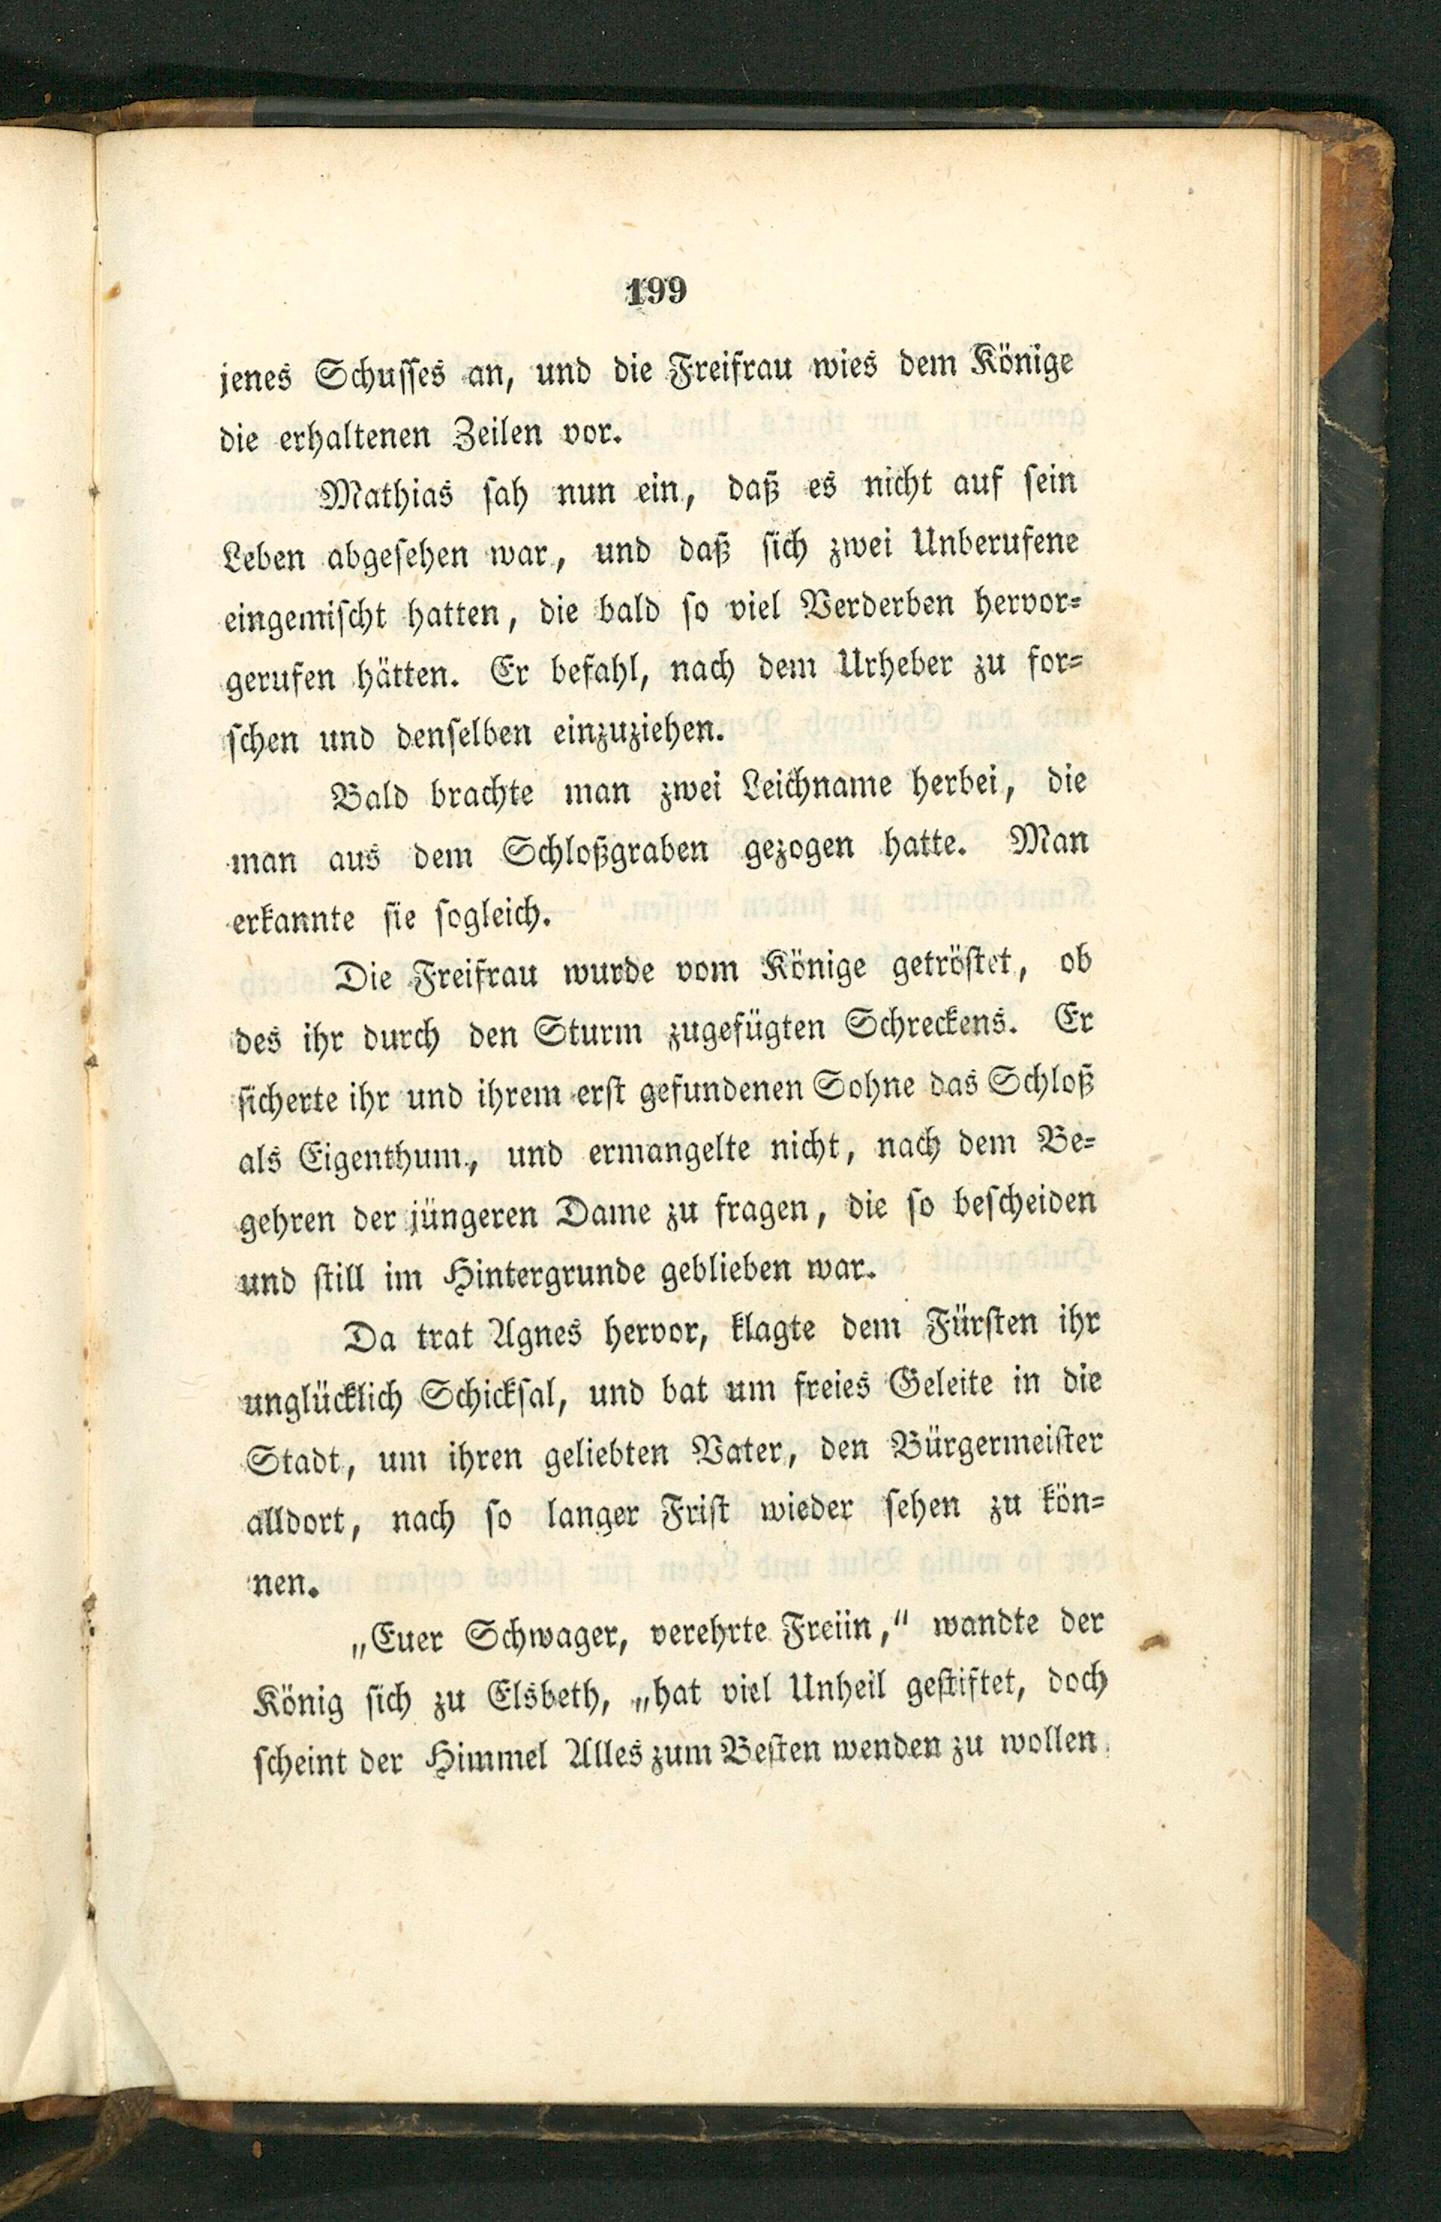 199
jenes Schusses an, und die Freifrau wies dem Könige
die erhaltenen Zeilen vor.
Mathias sah nun ein, daß es nicht auf sein
Leben abgesehen war, und daß sich zwei Unberufene
eingemischt hatten, die bald so viel Verderben hervor=
gerufen hätten. Er befahl, nach dem Urheber zu for=
schen und denselben einzuziehen.
Bald brachte man zwei Leichname herbei, die
man aus dem Schloßgraben gezogen hatte. Man
erkannte sie sogleich.
Die Freifrau wurde vom Könige getröstet, ob
des ihr durch den Sturm zugefügten Schreckens. Er
sicherte ihr und ihrem erst gefundenen Sohne das Schloß
als Eigenthum, und ermangelte nicht, nach dem Be=
gehren der jüngeren Dame zu fragen, die so bescheiden
und still im Hintergrunde geblieben war.
Da trat Agnes hervor, klagte dem Fürsten ihr
unglücklich Schicksal, und bat um freies Geleite in die
Stadt, um ihren geliebten Vater, den Bürgermeister
alldort, nach so langer Frist wieder sehen zu kön=
nen.
„Euer Schwager, verehrte Freiin,“ wandte der
König sich zu Elsbeth, „hat viel Unheil gestiftet, doch
scheint der Himmel Alles zum Besten wenden zu wollen.